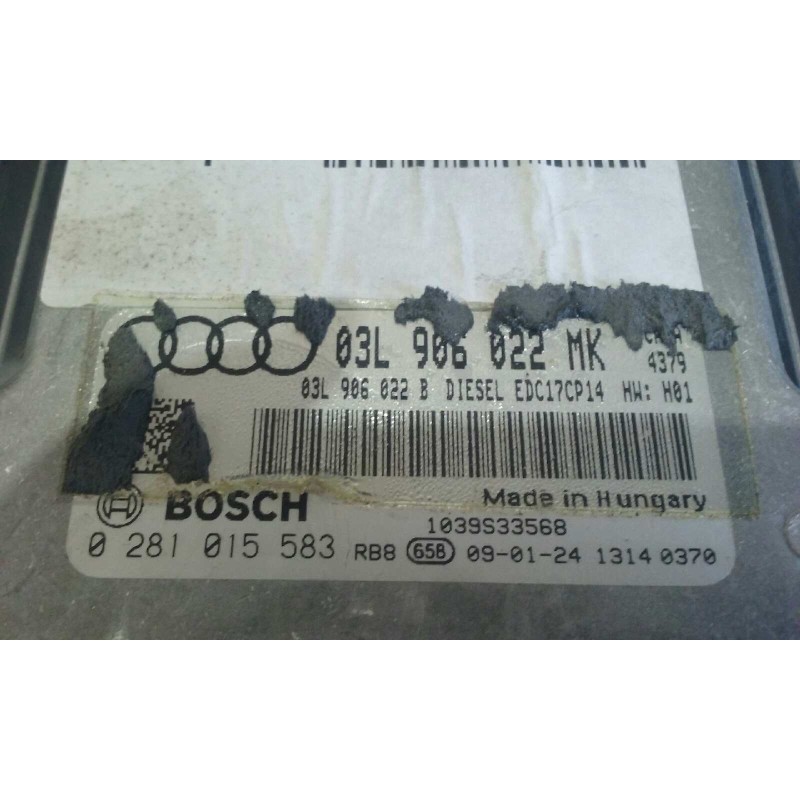 03L 906 022 MK
4379
03L 906 022 B DIESEL EDC17CP14 HW: H01
BOSCH Made in Hungary
1039S33568
0 281 015 583 RB8 65B 09-01-24 1314 0370